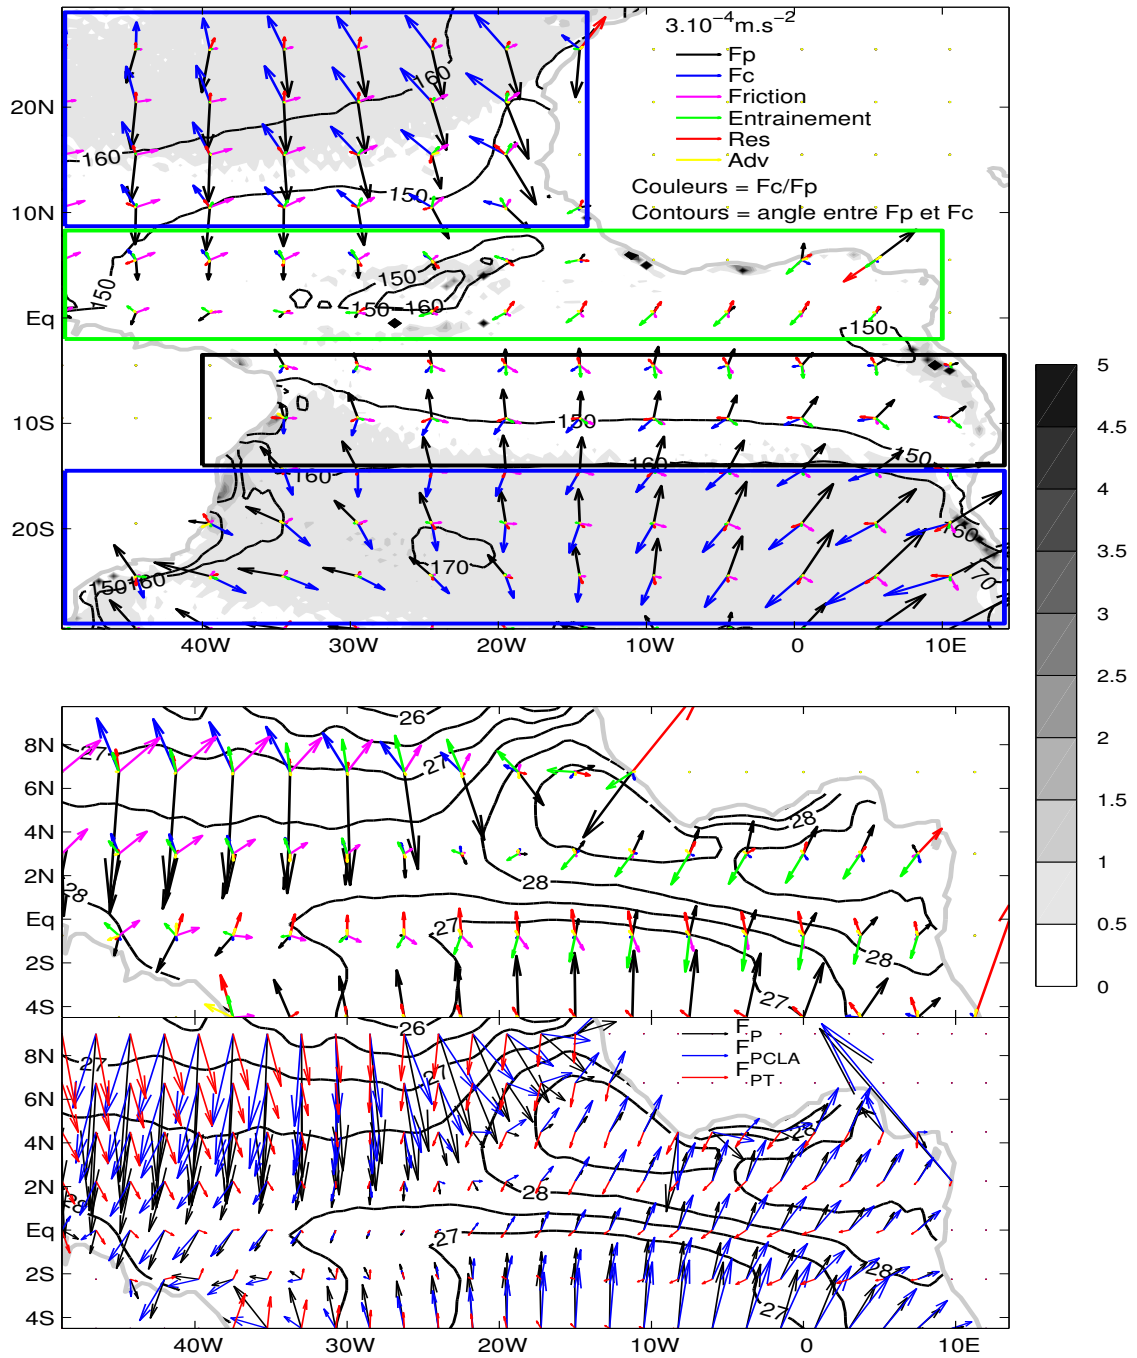 3.10⁻⁴m.s⁻²
Fp
Fc
Friction
Entrainement
Res
Adv
Couleurs = Fc/Fp
Contours = angle entre Fp et Fc
20N
10N
Eq
10S
20S
160
160
150
150
150
150
160
150
150
150
160
160
150
160
170
150
160
170
40W
30W
20W
10W
0
10E
5
4.5
4
3.5
3
2.5
2
1.5
1
0.5
0
8N
6N
4N
2N
Eq
2S
4S
26
27
27
28
28
28
27
28
27
F P
F PCLA
F PT
8N
6N
4N
2N
Eq
2S
4S
26
27
27
28
28
28
27
28
27
40W
30W
20W
10W
0
10E